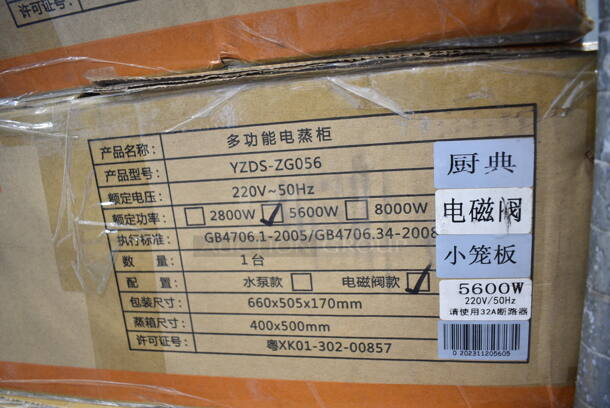 许可证号:
产品名称: 多功能电蒸柜
产品型号: YZDS-ZG056
额定电压: 220V~50Hz
额定功率: 2800W 5600W 8000W
执行标准: GB4706.1-2005/GB4706.34-2008
数 量: 1台
配 置: 水泵款 电磁阀款
包装尺寸: 660x505x170mm
蒸箱尺寸: 400x500mm
许可证号: 粤XK01-302-00857
厨典
电磁阀
小笼板
5600W
220V/50Hz
请使用32A断路器
0 202311205605